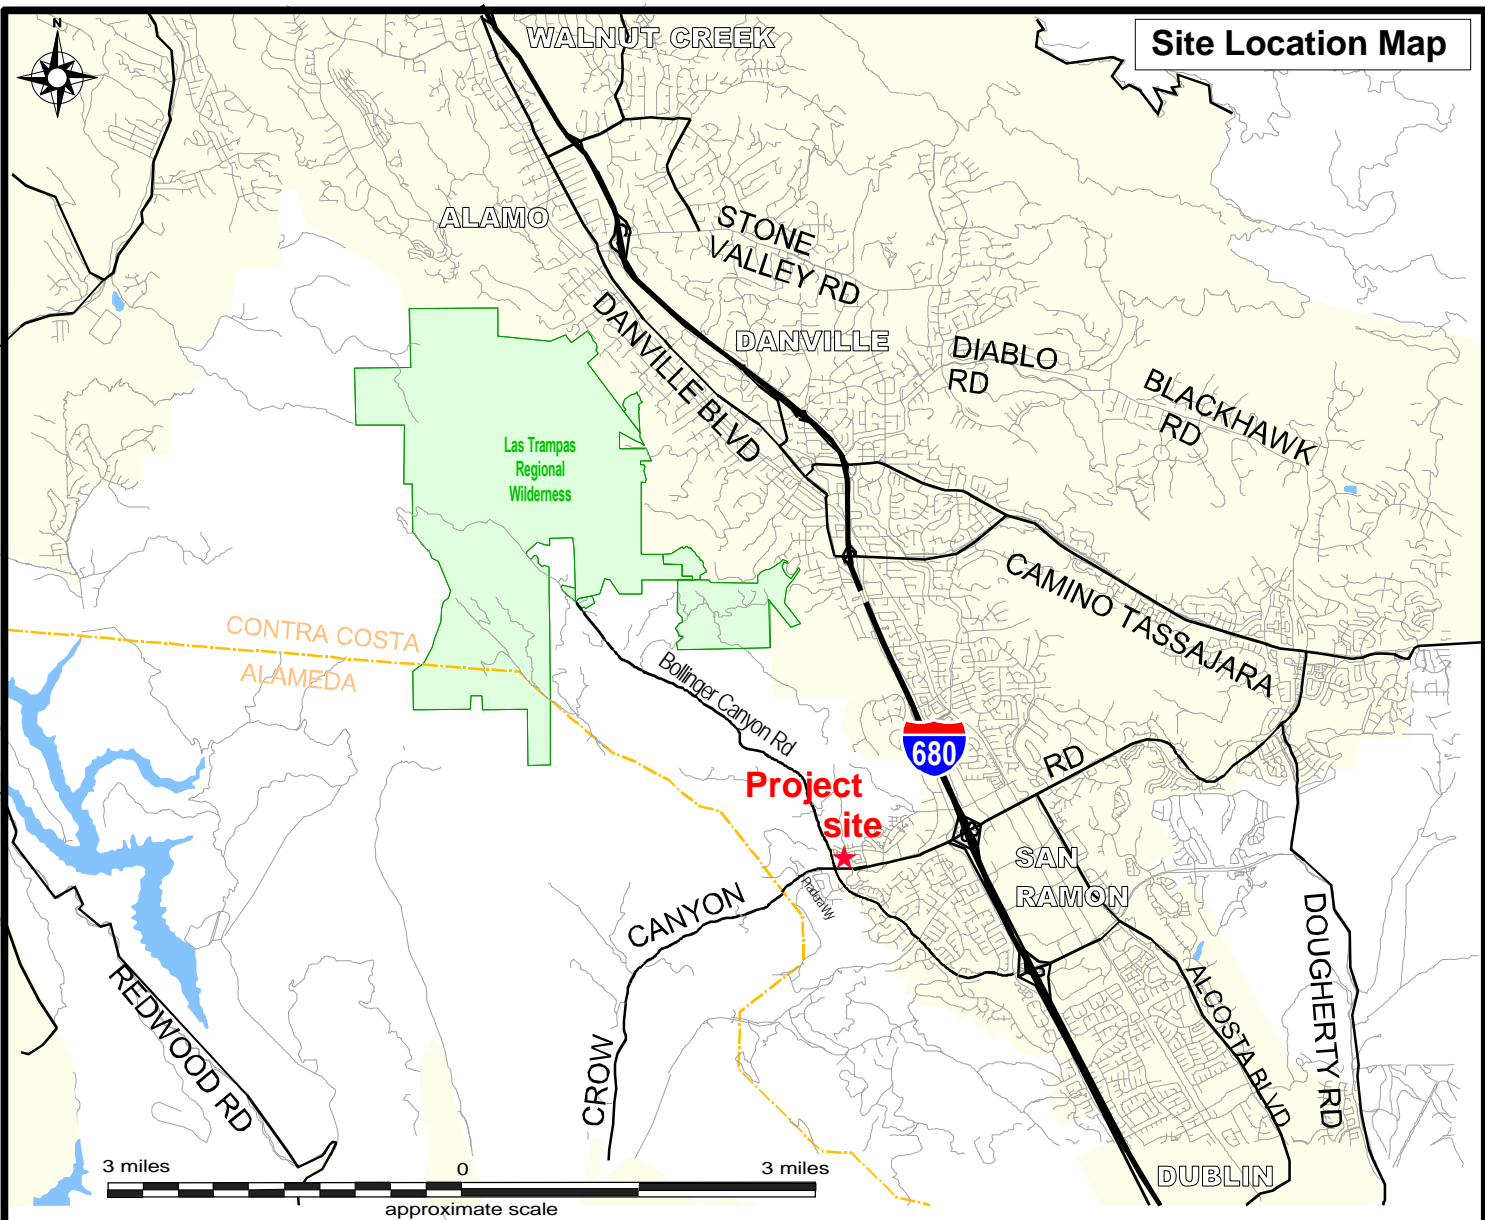 N
WALNUT CREEK
Site Location Map
ALAMO
STONE
VALLEY RD
DANVILLE BLVD
DANVILLE
DIABLO
RD
BLACKHAWK
RD
Las Trampas
Regional
Wilderness
CAMINO TASSAJARA
CONTRA COSTA
ALAMEDA
Bollinger Canyon Rd
680
RD
Project
site
SAN
RAMON
Pradera Wy
CANYON
CROW
REDWOOD RD
ALCOSTA BLVD
DOUGHERTY RD
DUBLIN
3 miles
0
3 miles
approximate scale